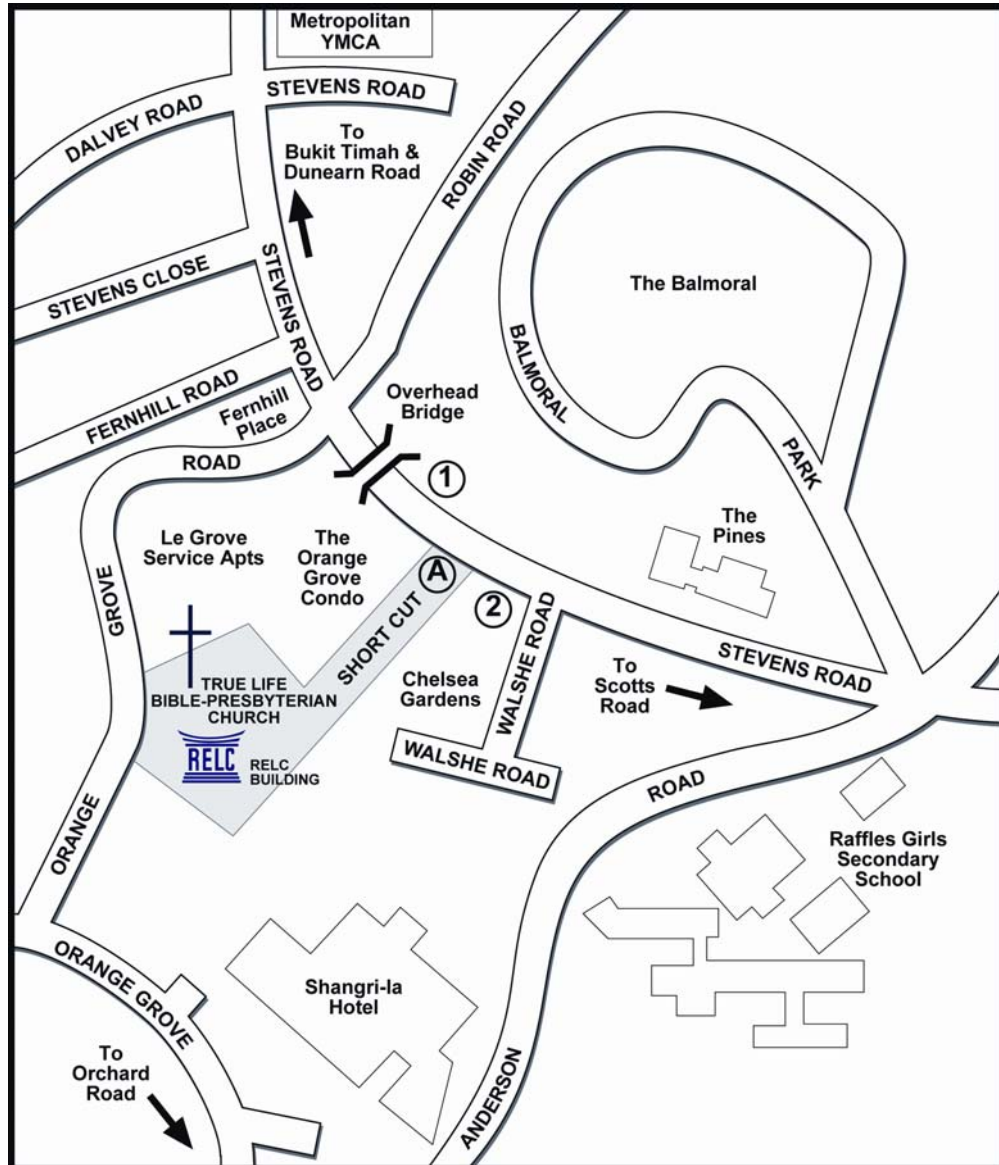 Metropolitan
YMCA
STEVENS ROAD
DALVEY ROAD
To
Bukit Timah &
Dunearn Road
ROBIN ROAD
STEVENS CLOSE
STEVENS ROAD
The Balmoral
BALMORAL
PARK
FERNHILL ROAD
Fernhill
Place
Overhead
Bridge
ROAD
1
Le Grove
Service Apts
The
Orange
Grove
Condo
A
The
Pines
GROVE
SHORT CUT
2
WALSHE ROAD
STEVENS ROAD
TRUE LIFE
BIBLE-PRESBYTERIAN
CHURCH
RELC
RELC
BUILDING
Chelsea
Gardens
To
Scotts
Road
WALSHE ROAD
ROAD
ORANGE
Raffles Girls
Secondary
School
ORANGE GROVE
Shangri-la
Hotel
To
Orchard
Road
ANDERSON